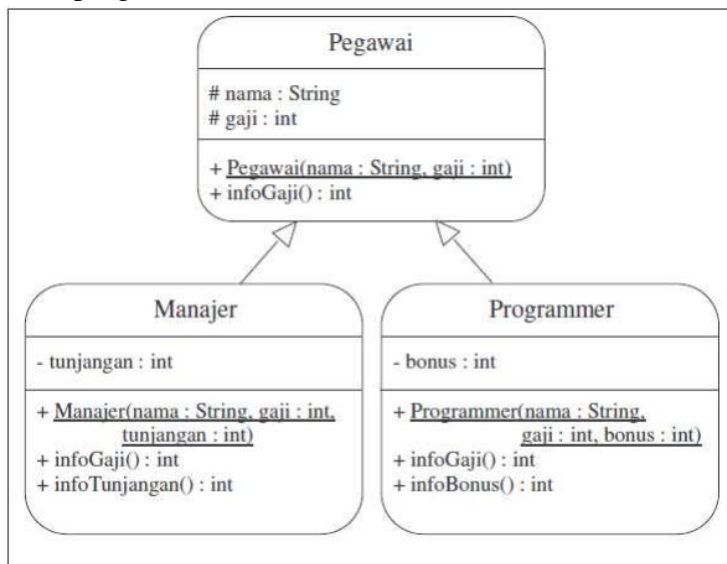 Pegawai
# nama : String
# gaji : int
+ Pegawai(nama : String, gaji : int)
+ infoGaji() : int
Manajer
- tunjangan : int
+ Manajer(nama : String, gaji : int,
tunjangan : int)
+ infoGaji() : int
+ infoTunjangan() : int
Programmer
- bonus : int
+ Programmer(nama : String,
gaji : int, bonus : int)
+ infoGaji() : int
+ infoBonus() : int